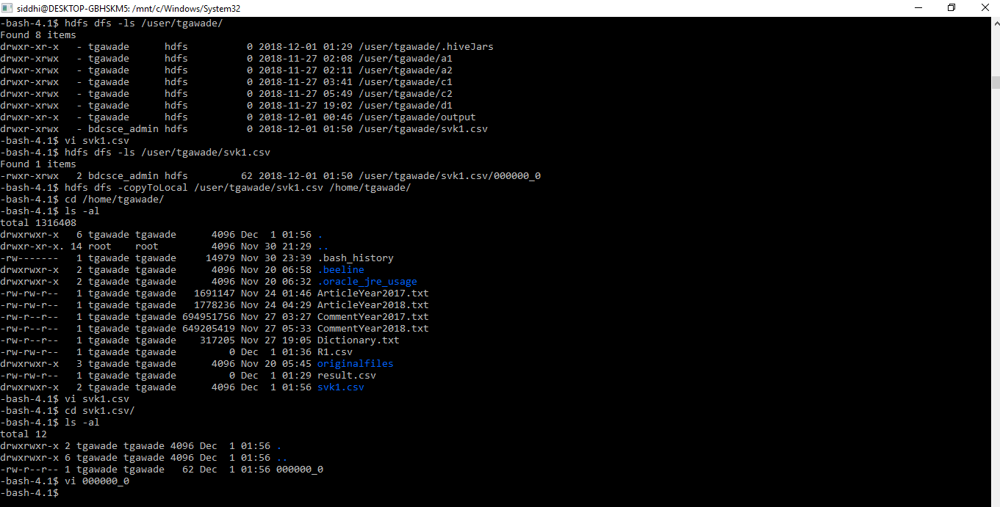 siddhi@DESKTOP-GBHSKM5: /mnt/c/Windows/System32
-bash-4.1$ hdfs dfs -ls /user/tgawade/
Found 8 items
drwxr-xr-x   - tgawade      hdfs          0 2018-12-01 01:29 /user/tgawade/.hiveJars
drwxr-xrwx   - tgawade      hdfs          0 2018-11-27 02:08 /user/tgawade/a1
drwxr-xrwx   - tgawade      hdfs          0 2018-11-27 02:11 /user/tgawade/a2
drwxr-xrwx   - tgawade      hdfs          0 2018-11-27 03:41 /user/tgawade/c1
drwxr-xrwx   - tgawade      hdfs          0 2018-11-27 05:49 /user/tgawade/c2
drwxr-xrwx   - tgawade      hdfs          0 2018-11-27 19:02 /user/tgawade/d1
drwxr-xr-x   - tgawade      hdfs          0 2018-12-01 00:46 /user/tgawade/output
drwxr-xrwx   - bdcsce_admin hdfs          0 2018-12-01 01:50 /user/tgawade/svk1.csv
-bash-4.1$ vi svk1.csv
-bash-4.1$ hdfs dfs -ls /user/tgawade/svk1.csv
Found 1 items
-rwxr-xrwx   2 bdcsce_admin hdfs         62 2018-12-01 01:50 /user/tgawade/svk1.csv/000000_0
-bash-4.1$ hdfs dfs -copyToLocal /user/tgawade/svk1.csv /home/tgawade/
-bash-4.1$ cd /home/tgawade/
-bash-4.1$ ls -al
total 1316408
drwxrwxr-x   6 tgawade tgawade      4096 Dec  1 01:56 .
drwxr-xr-x. 14 root    root         4096 Nov 30 21:29 ..
-rw-------   1 tgawade tgawade     14979 Nov 30 23:39 .bash_history
drwxrwxr-x   2 tgawade tgawade      4096 Nov 20 06:58 .beeline
drwxrwxr-x   2 tgawade tgawade      4096 Nov 20 06:32 .oracle_jre_usage
-rw-rw-r--   1 tgawade tgawade   1691147 Nov 24 01:46 ArticleYear2017.txt
-rw-rw-r--   1 tgawade tgawade   1778236 Nov 24 04:29 ArticleYear2018.txt
-rw-r--r--   1 tgawade tgawade 694951756 Nov 27 03:27 CommentYear2017.txt
-rw-r--r--   1 tgawade tgawade 649205419 Nov 27 05:33 CommentYear2018.txt
-rw-r--r--   1 tgawade tgawade    317205 Nov 27 19:05 Dictionary.txt
-rw-rw-r--   1 tgawade tgawade         0 Dec  1 01:36 R1.csv
drwxrwxr-x   3 tgawade tgawade      4096 Nov 20 05:45 originalfiles
-rw-rw-r--   1 tgawade tgawade         0 Dec  1 01:29 result.csv
drwxrwxr-x   2 tgawade tgawade      4096 Dec  1 01:56 svk1.csv
-bash-4.1$ vi svk1.csv
-bash-4.1$ cd svk1.csv/
-bash-4.1$ ls -al
total 12
drwxrwxr-x 2 tgawade tgawade 4096 Dec  1 01:56 .
drwxrwxr-x 6 tgawade tgawade 4096 Dec  1 01:56 ..
-rw-r--r-- 1 tgawade tgawade   62 Dec  1 01:56 000000_0
-bash-4.1$ vi 000000_0
-bash-4.1$